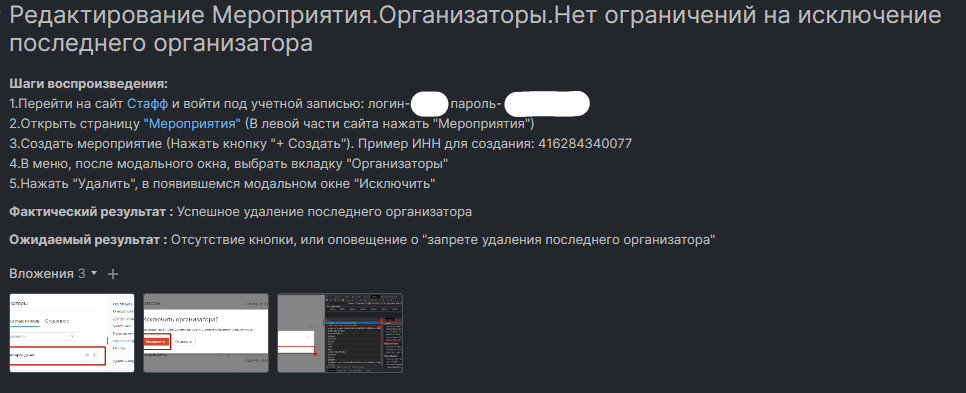 Редактирование Мероприятия.Организаторы.Нет ограничений на исключение
последнего организатора
Шаги воспроизведения:
1.Перейти на сайт Стафф и войти под учетной записью: логин- пароль-
2.Открыть страницу "Мероприятия" (В левой части сайта нажать "Мероприятия")
3.Создать мероприятие (Нажать кнопку "+ Создать"). Пример ИНН для создания: 416284340077
4.В меню, после модального окна, выбрать вкладку "Организаторы"
5.Нажать "Удалить", в появившемся модальном окне "Исключить"
Фактический результат : Успешное удаление последнего организатора
Ожидаемый результат : Отсутствие кнопки, или оповещение о "запрете удаления последнего организатора"
Вложения 3
Сторонние
Исключить организатора?